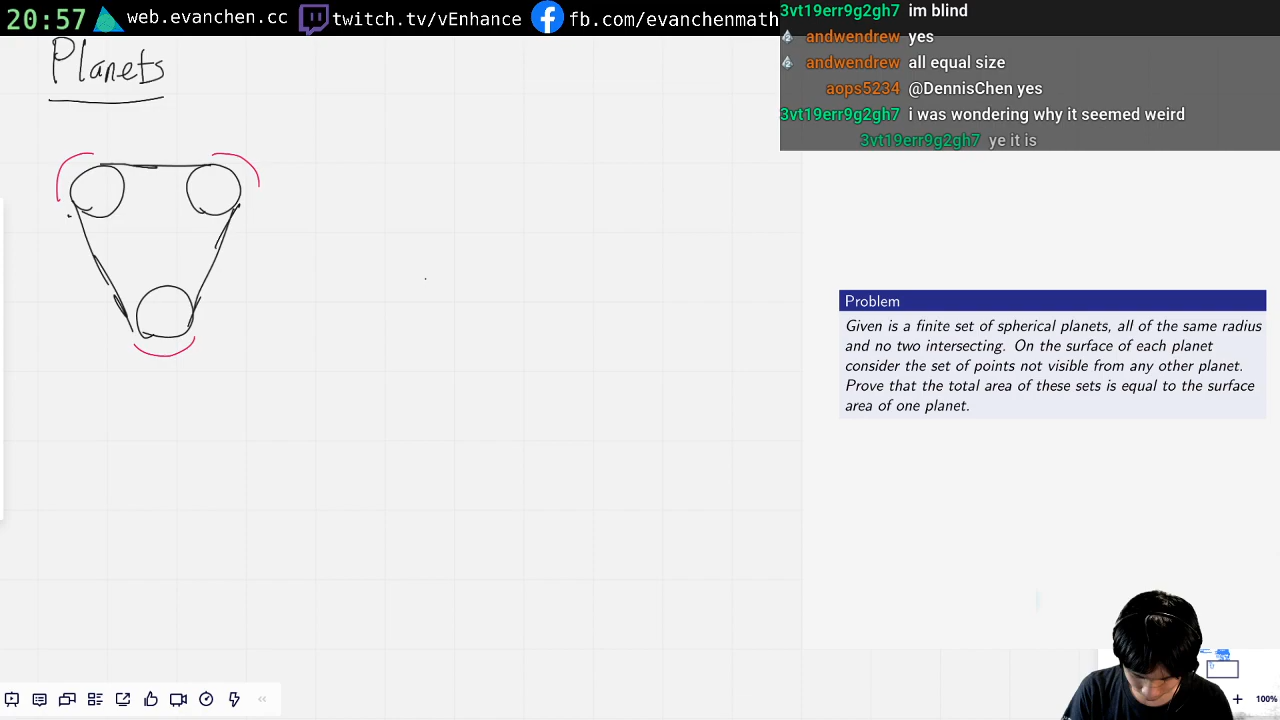 20:57 web.evanchen.cc twitch.tv/vEnhance fb.com/evanchenmath
3vt19err9g2gh7 im blind
andwendrew yes
andwendrew all equal size
aops5234 @DennisChen yes
3vt19err9g2gh7 i was wondering why it seemed weird
3vt19err9g2gh7 ye it is
Planets
Problem
Given is a finite set of spherical planets, all of the same radius
and no two intersecting. On the surface of each planet
consider the set of points not visible from any other planet.
Prove that the total area of these sets is equal to the surface
area of one planet.
100%